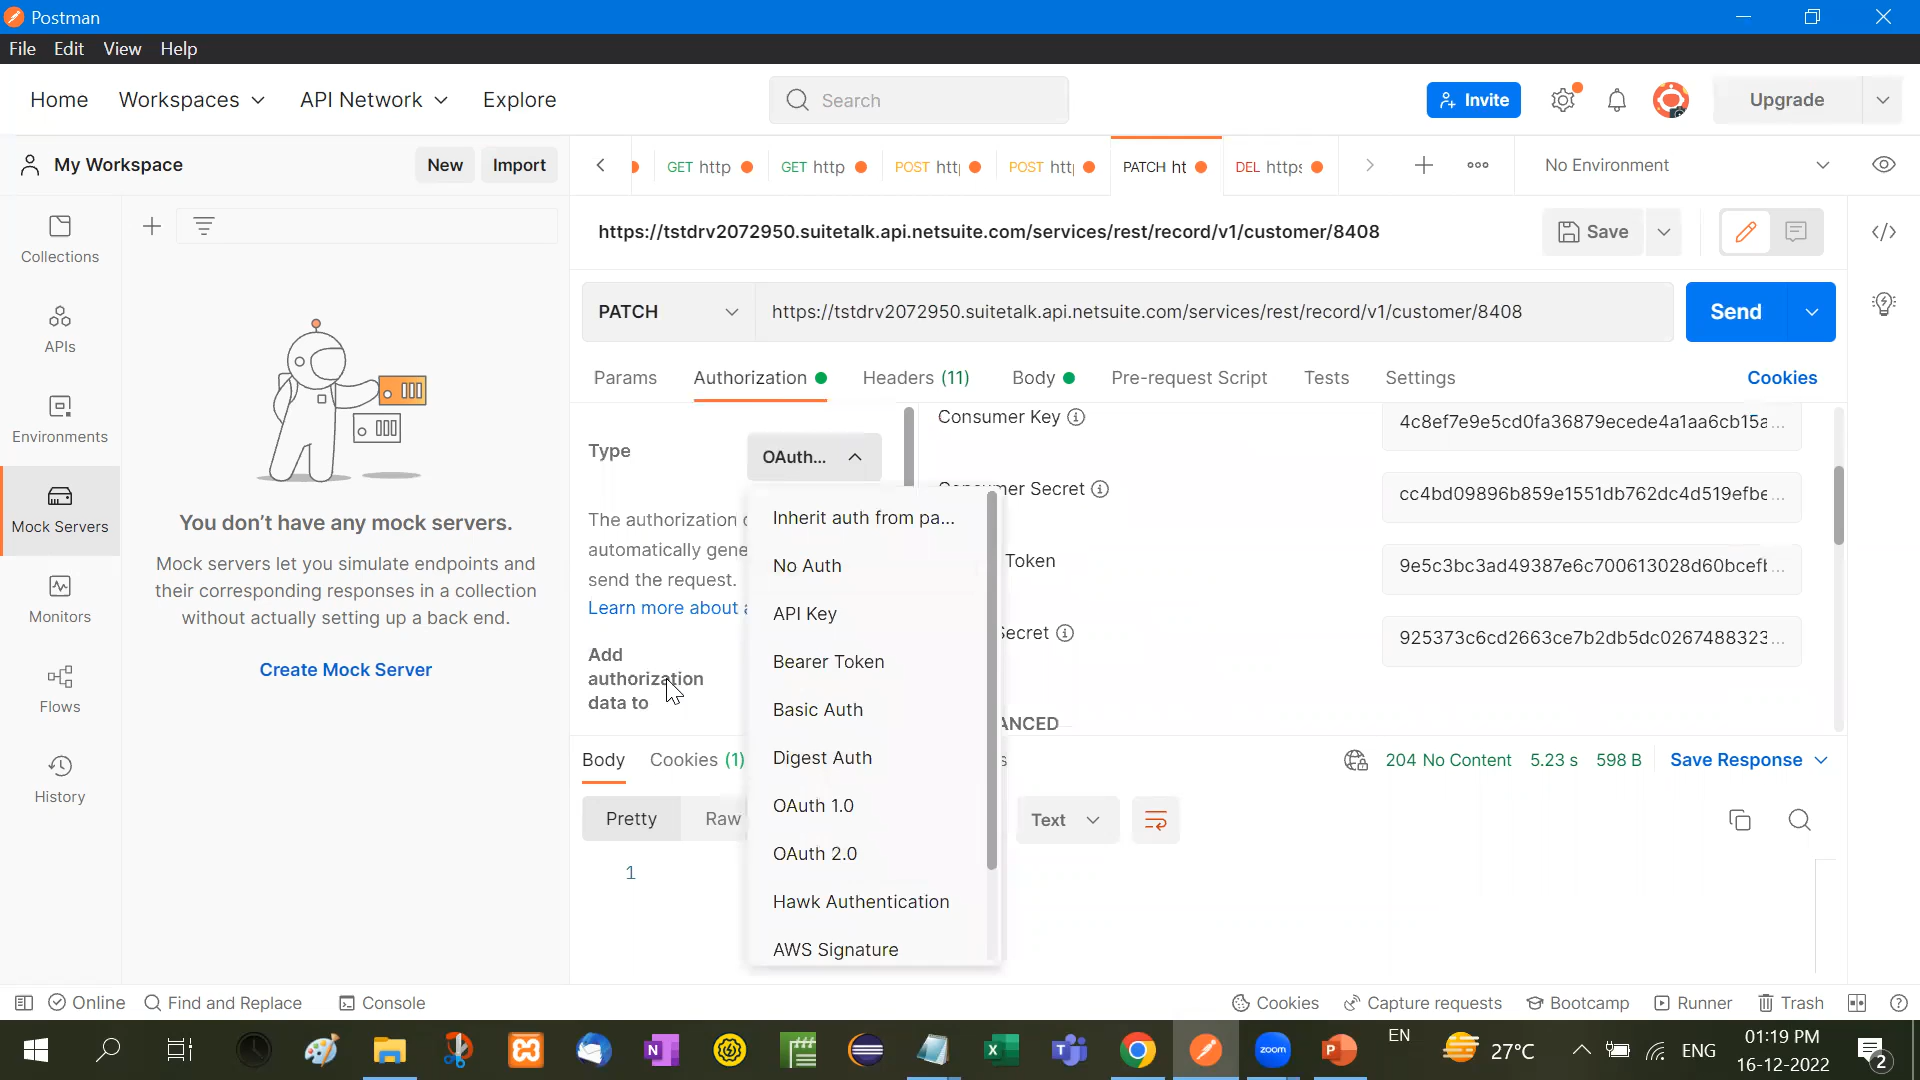 Postman
File Edit View Help
Home Workspaces API Network Explore
Search
Invite
Upgrade
My Workspace
New Import
GET http
GET http
POST htt
POST htt
PATCH ht
DEL https
No Environment
Collections
APIs
Environments
Mock Servers
Monitors
Flows
History
You don't have any mock servers.
Mock servers let you simulate endpoints and
their corresponding responses in a collection
without actually setting up a back end.
Create Mock Server
https://tstdrv2072950.suitetalk.api.netsuite.com/services/rest/record/v1/customer/8408
Save
PATCH
https://tstdrv2072950.suitetalk.api.netsuite.com/services/rest/record/v1/customer/8408
Send
Params Authorization Headers (11) Body Pre-request Script Tests Settings Cookies
Type
OAuth...
The authorization
automatically gene
send the request.
Learn more about
Add
authorization
data to
Inherit auth from pa...
No Auth
API Key
Bearer Token
Basic Auth
Digest Auth
OAuth 1.0
OAuth 2.0
Hawk Authentication
AWS Signature
Consumer Key
4c8ef7e9e5cd0fa36879ecede4a1aa6cb15a...
Secret
cc4bd09896b859e1551db762dc4d519efbe...
Token
9e5c3bc3ad49387e6c700613028d60bcef...
Secret
925373c6cd2663ce7b2db5dc0267488323...
ANCED
Body Cookies (1)
204 No Content 5.23 s 598 B Save Response
Pretty Raw
Text
1
Online Find and Replace Console
Cookies Capture requests Bootcamp Runner Trash
zoom
EN
27°C
ENG
01:19 PM
16-12-2022
2